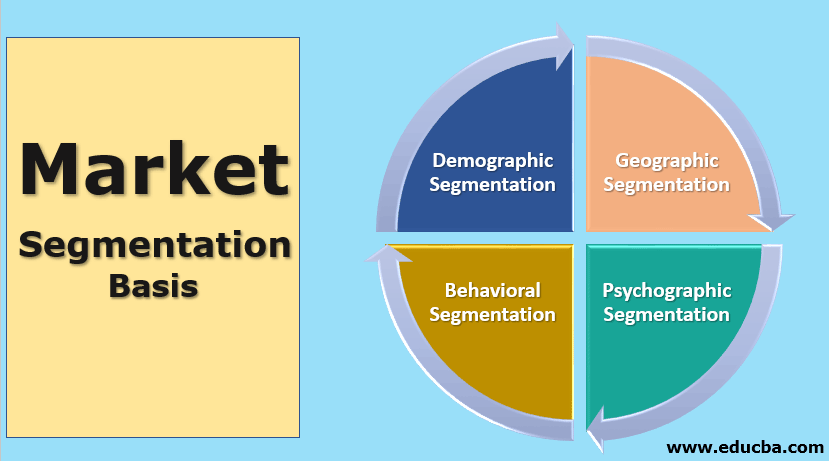 Market
Segmentation
Basis
Demographic
Segmentation
Geographic
Segmentation
Behavioral
Segmentation
Psychographic
Segmentation
www.educba.com